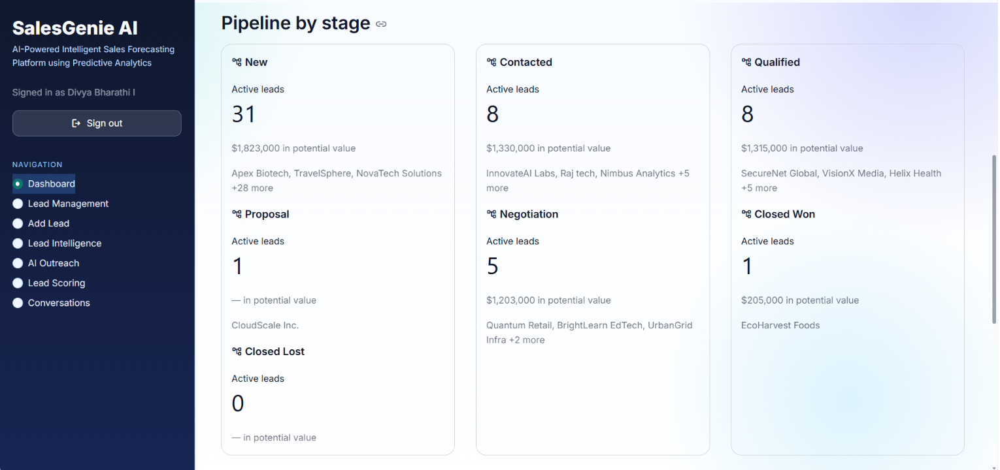 SalesGenie AI
AI-Powered Intelligent Sales Forecasting
Platform using Predictive Analytics
Signed in as Divya Bharathi I
Sign out
NAVIGATION
Dashboard
Lead Management
Add Lead
Lead Intelligence
AI Outreach
Lead Scoring
Conversations
Pipeline by stage
New
Active leads
31
$1,823,000 in potential value
Apex Biotech, TravelSphere, NovaTech Solutions
+28 more
Proposal
Active leads
1
— in potential value
CloudScale Inc.
Closed Lost
Active leads
0
— in potential value
Contacted
Active leads
8
$1,330,000 in potential value
InnovateAI Labs, Raj tech, Nimbus Analytics +5
more
Negotiation
Active leads
5
$1,203,000 in potential value
Quantum Retail, BrightLearn EdTech, UrbanGrid
Infra +2 more
Qualified
Active leads
8
$1,315,000 in potential value
SecureNet Global, VisionX Media, Helix Health
+5 more
Closed Won
Active leads
1
$205,000 in potential value
EcoHarvest Foods